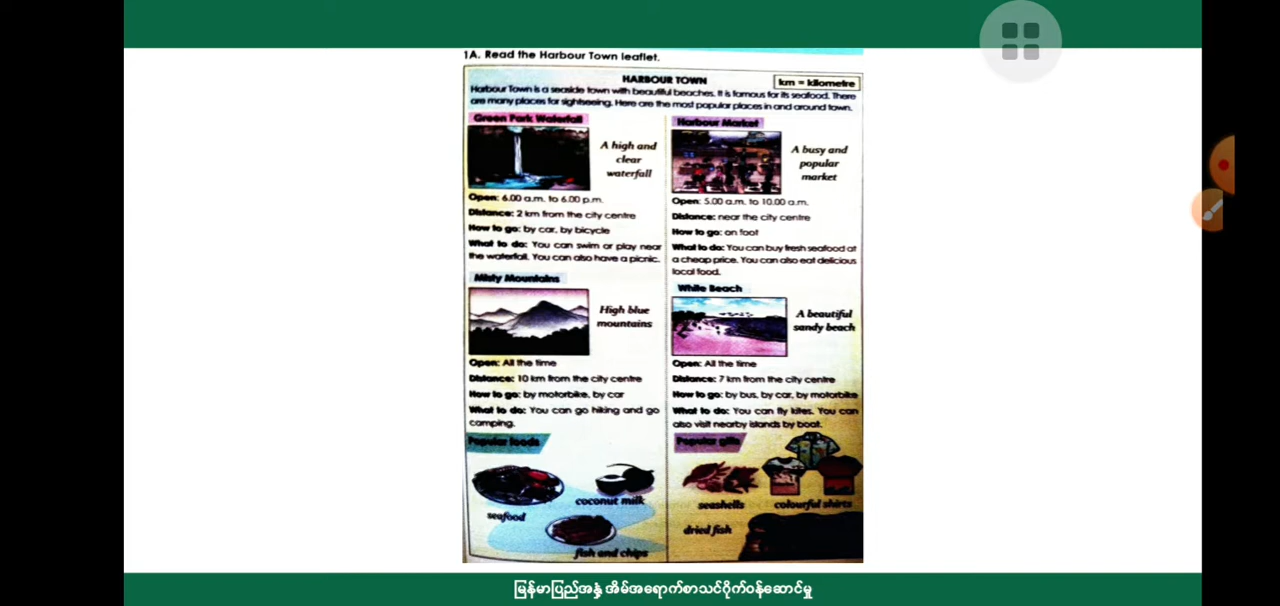 1A. Read the Harbour Town leaflet.
HARBOUR TOWN
km = kilometre
Harbour Town is a seaside town with beautiful beaches. It is famous for its seafood. There
are many places for sightseeing. Here are the most popular places in and around town.
Green Park Waterfall
A high and
clear
waterfall
Open: 6.00 a.m. to 6.00 p.m.
Distance: 2 km from the city centre
How to go: by car, by bicycle
What to do: You can swim or play near
the waterfall. You can also have a picnic.
Harbour Market
A busy and
popular
market
Open: 5.00 a.m. to 10.00 a.m.
Distance: near the city centre
How to go: on foot
What to do: You can buy fresh seafood at
a cheap price. You can also eat delicious
local food.
Misty Mountains
High blue
mountains
Open: All the time
Distance: 10 km from the city centre
How to go: by motorbike, by car
What to do: You can go hiking and go
camping.
White Beach
A beautiful
sandy beach
Open: All the time
Distance: 7 km from the city centre
How to go: by bus, by car, by motorbike
What to do: You can fly kites. You can
also visit nearby islands by boat.
Popular foods
seafood
coconut milk
fish and chips
Popular gifts
seashells
colourful shirts
dried fish
မြန်မာပြည်အနှံ့ အိမ်အရောက်စာသင်ဝိုက်ဝန်ဆောင်မှု